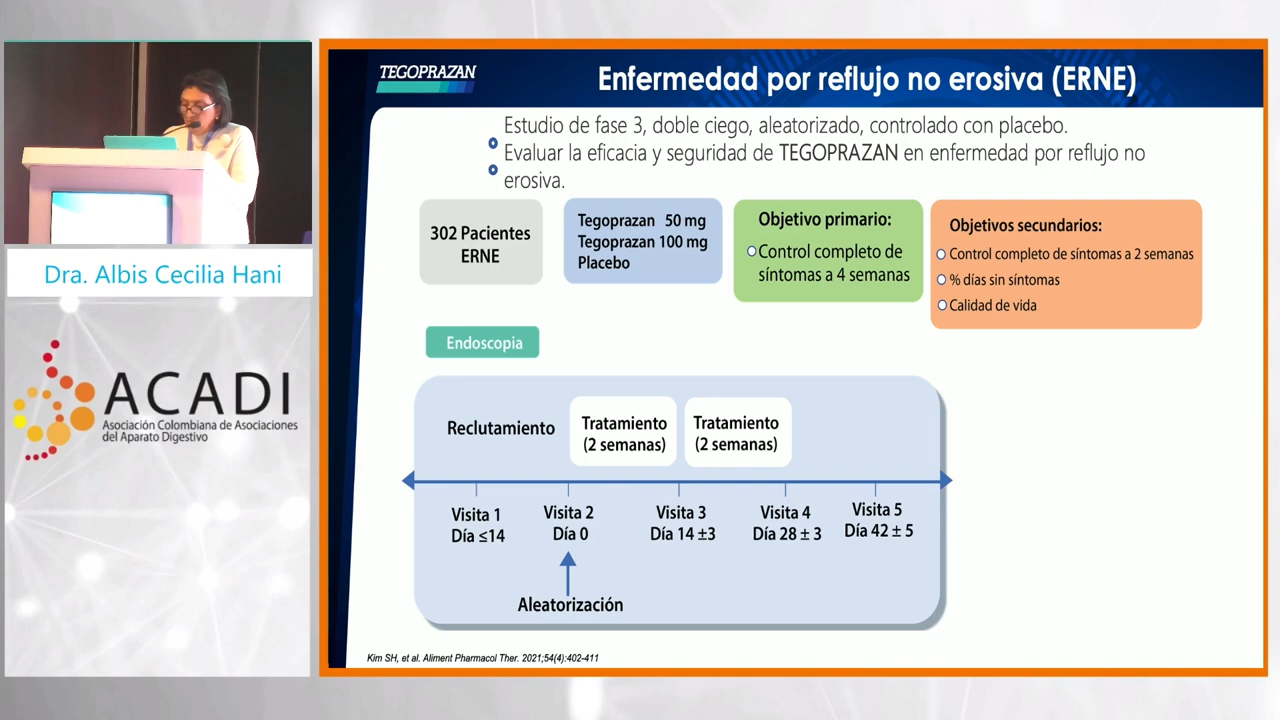 TEGOPRAZAN
Enfermedad por reflujo no erosiva (ERNE)
Estudio de fase 3, doble ciego, aleatorizado, controlado con placebo.
Evaluar la eficacia y seguridad de TEGOPRAZAN en enfermedad por reflujo no
erosiva.
302 Pacientes
ERNE
Tegoprazan 50 mg
Tegoprazan 100 mg
Placebo
Objetivo primario:
Control completo de
síntomas a 4 semanas
Objetivos secundarios:
Control completo de síntomas a 2 semanas
% días sin síntomas
Calidad de vida
Endoscopia
Reclutamiento
Tratamiento
(2 semanas)
Tratamiento
(2 semanas)
Visita 1
Día ≤14
Visita 2
Día 0
Visita 3
Día 14 ±3
Visita 4
Día 28 ± 3
Visita 5
Día 42 ± 5
Aleatorización
Kim SH, et al. Aliment Pharmacol Ther. 2021;54(4):402-411
Dra. Albis Cecilia Hani
ACADI
Asociación Colombiana de Asociaciones
del Aparato Digestivo